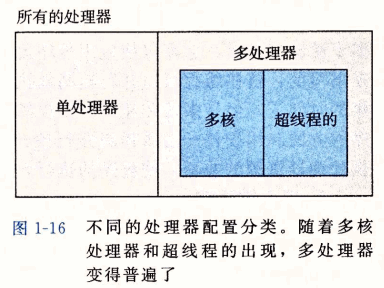 所有的处理器
多处理器
单处理器
多核
超线程的
图 1-16 不同的处理器配置分类。随着多核
处理器和超线程的出现，多处理器
变得普遍了